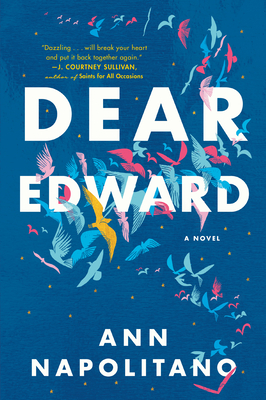 "Dazzling . . . will break your heart
and put it back together again."
—J. COURTNEY SULLIVAN,
author of Saints for All Occasions
DEAR
EDWARD
A NOVEL
ANN
NAPOLITANO